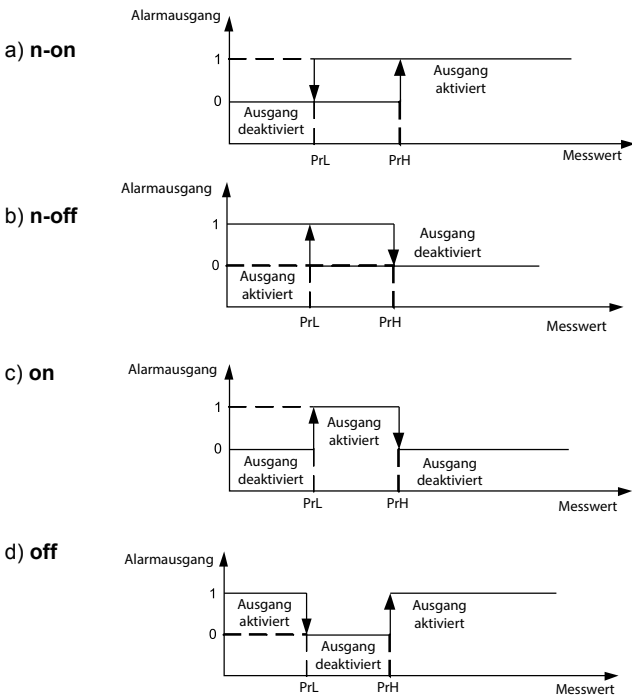 a) n-on
Alarmausgang
1
0
Ausgang
deaktiviert
Ausgang
aktiviert
PrL
PrH
Messwert
b) n-off
Alarmausgang
1
0
Ausgang
aktiviert
Ausgang
deaktiviert
PrL
PrH
Messwert
c) on
Alarmausgang
1
0
Ausgang
deaktiviert
Ausgang
aktiviert
Ausgang
deaktiviert
PrL
PrH
Messwert
d) off
Alarmausgang
1
0
Ausgang
aktiviert
Ausgang
deaktiviert
Ausgang
aktiviert
PrL
PrH
Messwert